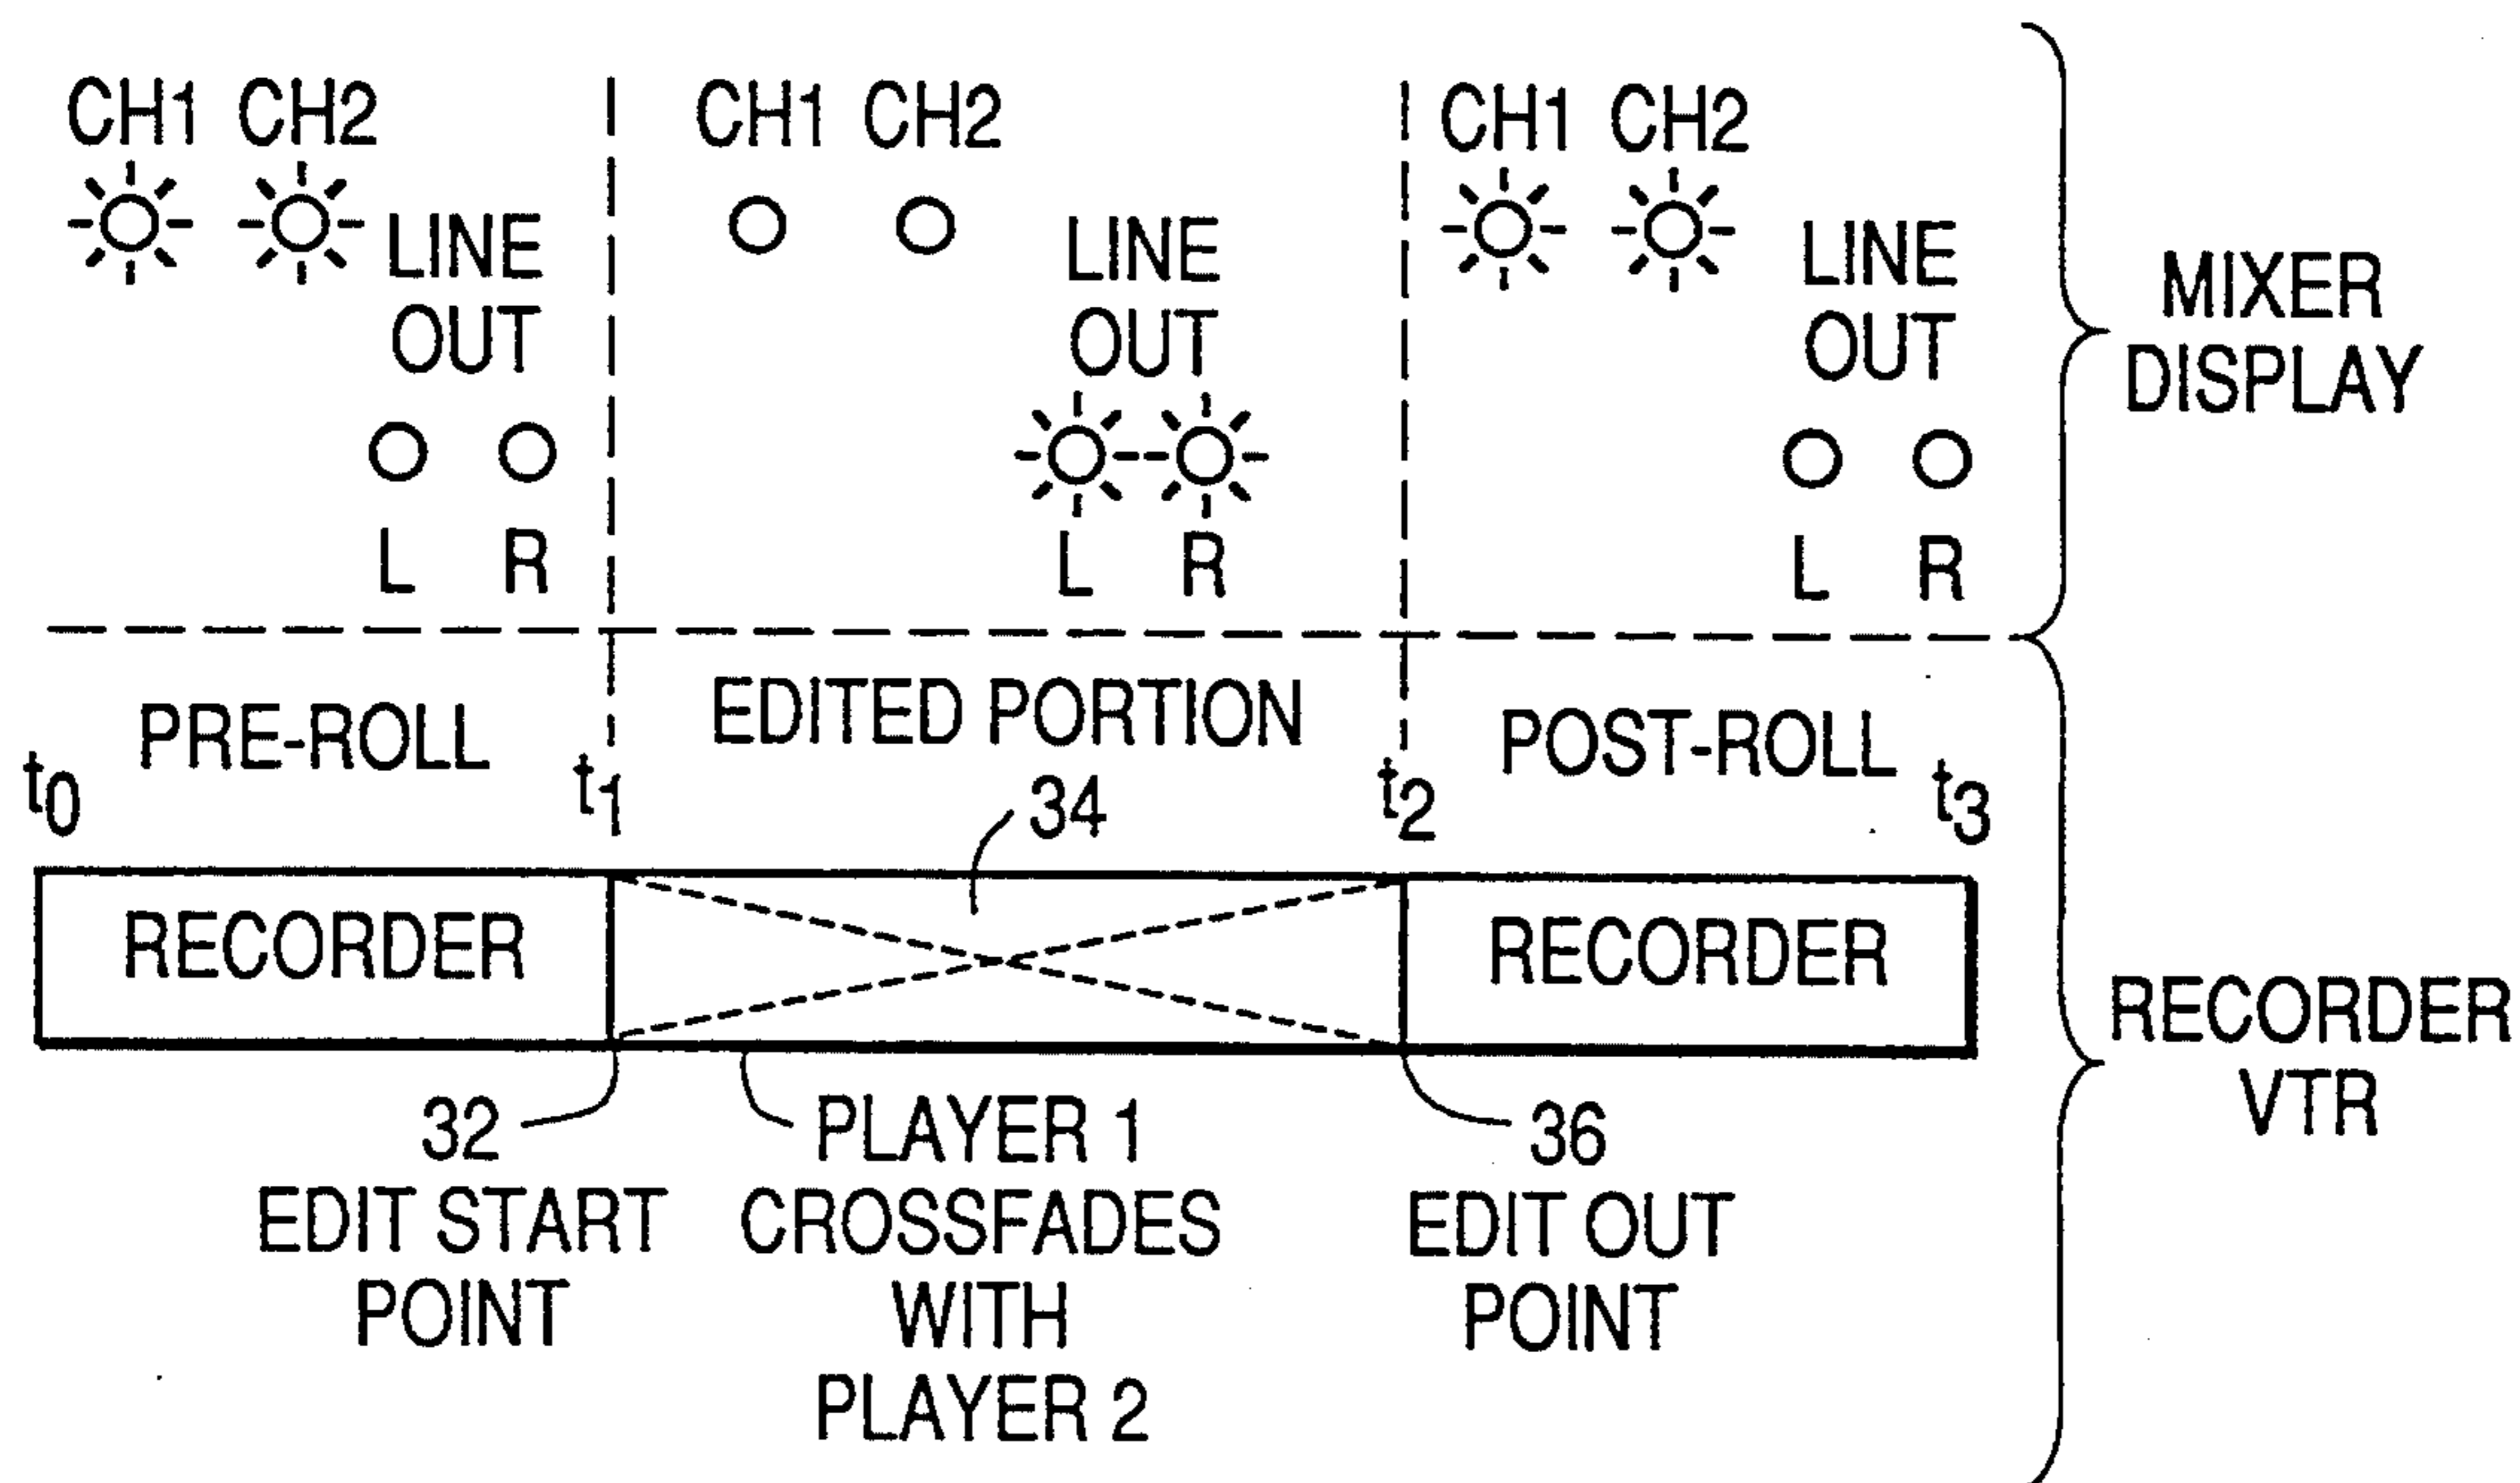 CH1 CH2
LINE
OUT
L R
CH1 CH2
LINE
OUT
L R
CH1 CH2
LINE
OUT
L R
MIXER
DISPLAY
PRE-ROLL
EDITED PORTION
POST-ROLL
t0
t1
34
t2
t3
RECORDER
RECORDER
32
EDIT START
POINT
PLAYER 1
CROSSFADES
WITH
PLAYER 2
36
EDIT OUT
POINT
RECORDER
VTR